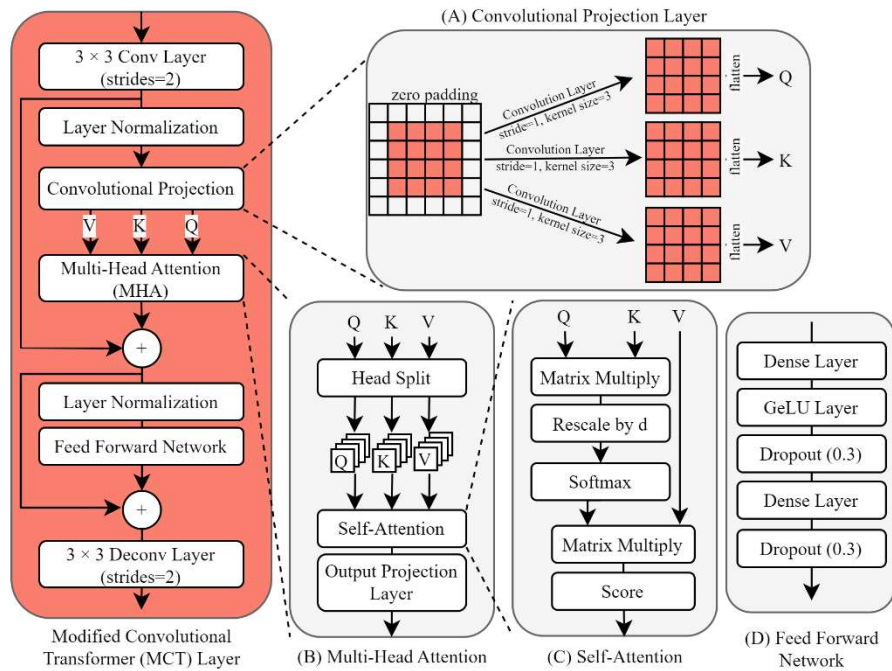 3 × 3 Conv Layer
(strides=2)
Layer Normalization
Convolutional Projection
V K Q
Multi-Head Attention
(MHA)
+
Layer Normalization
Feed Forward Network
+
3 × 3 Deconv Layer
(strides=2)
Modified Convolutional
Transformer (MCT) Layer
(A) Convolutional Projection Layer
zero padding
Convolution Layer
stride=1, kernel size=3
flatten
Q
Convolution Layer
stride=1, kernel size=3
flatten
K
Convolution Layer
stride=1, kernel size=3
flatten
V
Q K V
Head Split
Q K V
Self-Attention
Output Projection
Layer
(B) Multi-Head Attention
Q K V
Matrix Multiply
Rescale by d
Softmax
Matrix Multiply
Score
(C) Self-Attention
Dense Layer
GeLU Layer
Dropout (0.3)
Dense Layer
Dropout (0.3)
(D) Feed Forward
Network